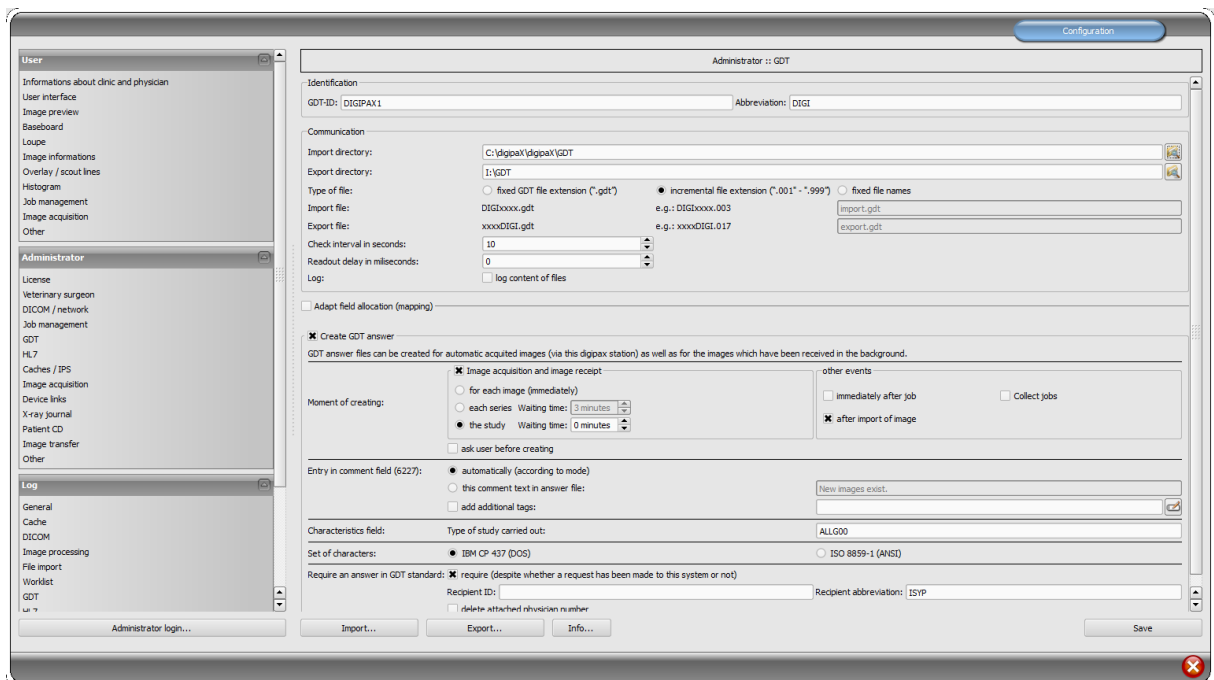 Configuration
User
Informations about clinic and physician
User interface
Image preview
Baseboard
Loupe
Image informations
Overlay / scout lines
Histogram
Job management
Image acquisition
Other
Administrator
License
Veterinary surgeon
DICOM / network
Job management
GDT
HL7
Caches / IPS
Image acquisition
Device links
X-ray journal
Patient CD
Image transfer
Other
Log
General
Cache
DICOM
Image processing
File import
Worklist
GDT
HL7
Administrator login...
Administrator :: GDT
Identification
GDT-ID: DIGIPAX1 Abbreviation: DIGI
Communication
Import directory: C:\digipaX\digipaX\GDT
Export directory: I:\GDT
Type of file: fixed GDT file extension (".gdt") incremental file extension (".001" - ".999") fixed file names
Import file: DIGIxxxx.gdt e.g.: DIGIxxxx.003 import.gdt
Export file: xxxxDIGI.gdt e.g.: xxxxDIGI.017 export.gdt
Check interval in seconds: 10
Readout delay in miliseconds: 0
Log: log content of files
Adapt field allocation (mapping)
Create GDT answer
GDT answer files can be created for automatic acquited images (via this digipax station) as well as for the images which have been received in the background.
Moment of creating:
Image acquisition and image receipt
for each image (immediately)
each series Waiting time: 3 minutes
the study Waiting time: 0 minutes
other events
immediately after job Collect jobs
after import of image
ask user before creating
Entry in comment field (6227): automatically (according to mode)
this comment text in answer file: New images exist.
add additional tags:
Characteristics field: Type of study carried out: ALLG00
Set of characters: IBM CP 437 (DOS) ISO 8859-1 (ANSI)
Require an answer in GDT standard: require (despite whether a request has been made to this system or not)
Recipient ID: Recipient abbreviation: ISYP
delete attached physician number
Import... Export... Info... Save